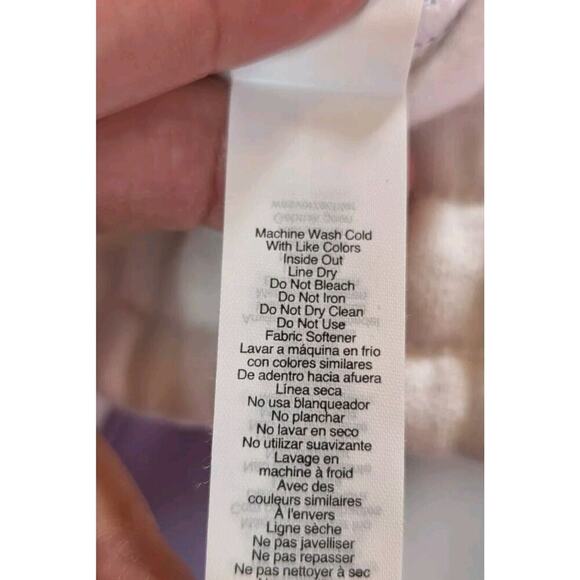 Machine Wash Cold
With Like Colors
Inside Out
Line Dry
Do Not Bleach
Do Not Iron
Do Not Dry Clean
Do Not Use
Fabric Softener
Lavar a máquina en frio
con colores similares
De adentro hacia afuera
Línea seca
No usa blanqueador
No planchar
No lavar en seco
No utilizar suavizante
Lavage en
machine à froid
Avec des
couleurs similaires
À l'envers
Ligne sèche
Ne pas javelliser
Ne pas repasser
Ne pas nettoyer à sec